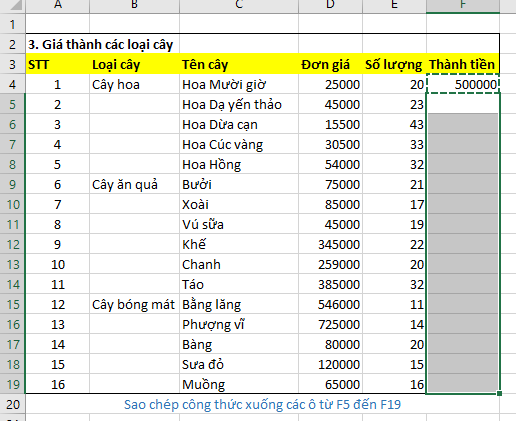 A B C D E F
1
2 3. Giá thành các loại cây
3 STT Loại cây Tên cây Đơn giá Số lượng Thành tiền
4 1 Cây hoa Hoa Mười giờ 25000 20 500000
5 2 Hoa Dạ yến thảo 45000 23
6 3 Hoa Dừa cạn 15500 43
7 4 Hoa Cúc vàng 30500 33
8 5 Hoa Hồng 54000 32
9 6 Cây ăn quả Bưởi 75000 21
10 7 Xoài 85000 17
11 8 Vú sữa 45000 19
12 9 Khế 345000 22
13 10 Chanh 259000 20
14 11 Táo 385000 32
15 12 Cây bóng mát Bằng lăng 546000 11
16 13 Phượng vĩ 725000 14
17 14 Bàng 80000 20
18 15 Sưa đỏ 120000 15
19 16 Muồng 65000 16
20 Sao chép công thức xuống các ô từ F5 đến F19